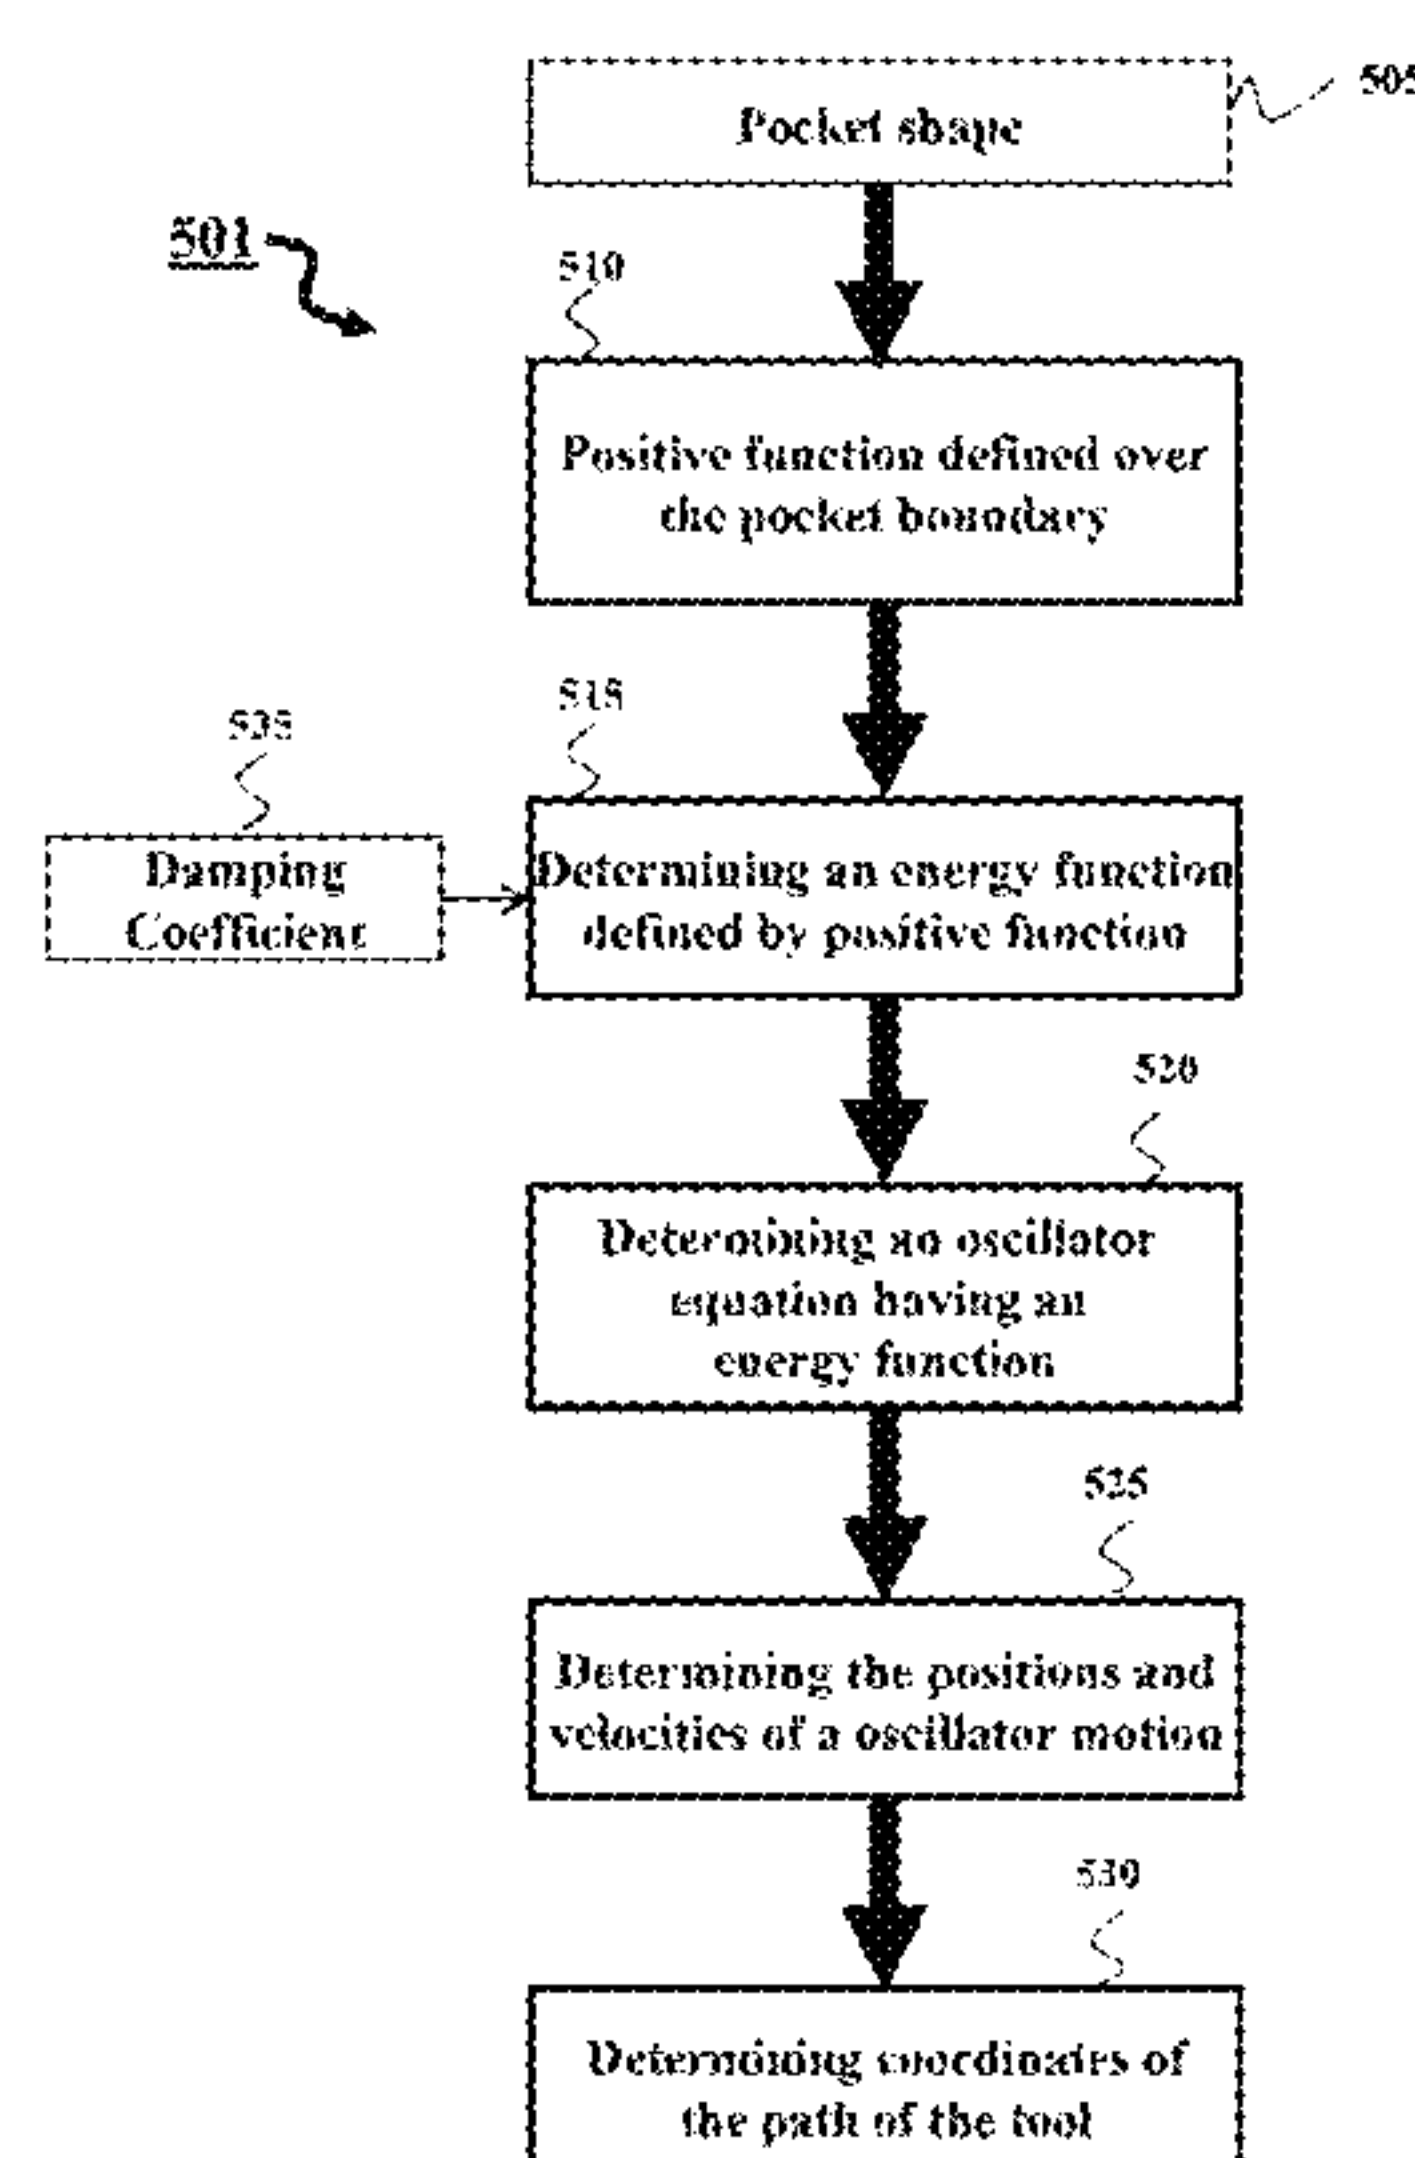 505
Pocket shape
501
510
Positive function defined over
the pocket boundary
535
515
Damping
Coefficient
Determining an energy function
defined by positive function
520
Determining an oscillator
equation having an
energy function
525
Determining the positions and
velocities of a oscillator motion
530
Determining coordinates of
the path of the tool